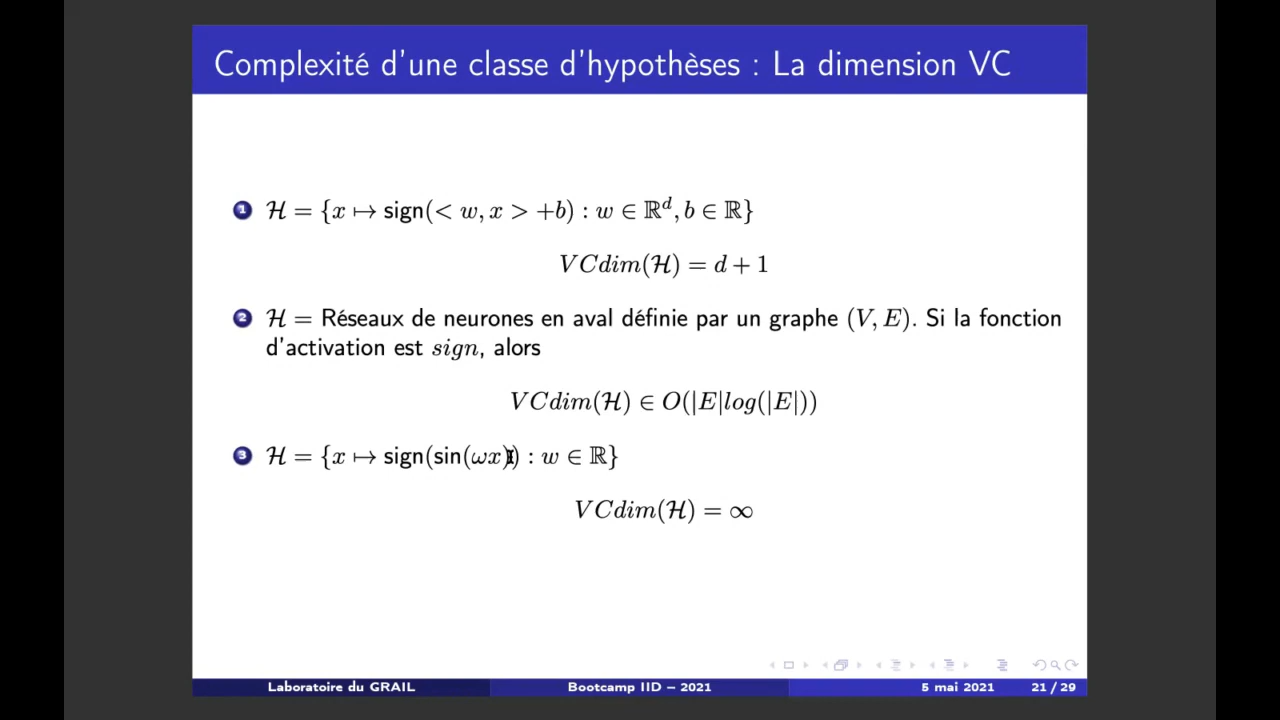 Complexité d'une classe d'hypothèses : La dimension VC
1 ℋ = {x ↦ sign(< w, x > +b) : w ∈ ℝᵈ, b ∈ ℝ}
VCdim(ℋ) = d + 1
2 ℋ = Réseaux de neurones en aval définie par un graphe (V, E). Si la fonction
d'activation est sign, alors
VCdim(ℋ) ∈ O(|E|log(|E|))
3 ℋ = {x ↦ sign(sin(ωx)) : w ∈ ℝ}
VCdim(ℋ) = ∞
Laboratoire du GRAIL Bootcamp IID – 2021 5 mai 2021 21 / 29